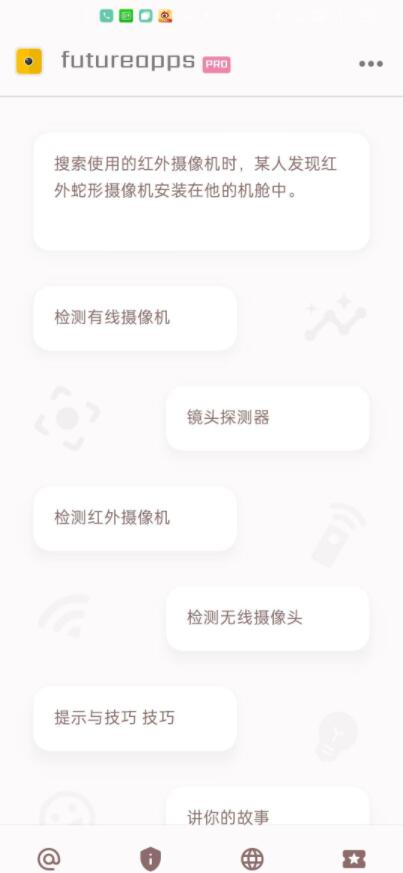 futureapps PRO
搜索使用的红外摄像机时，某人发现红
外蛇形摄像机安装在他的机舱中。
检测有线摄像机
镜头探测器
检测红外摄像机
检测无线摄像头
提示与技巧 技巧
讲你的故事